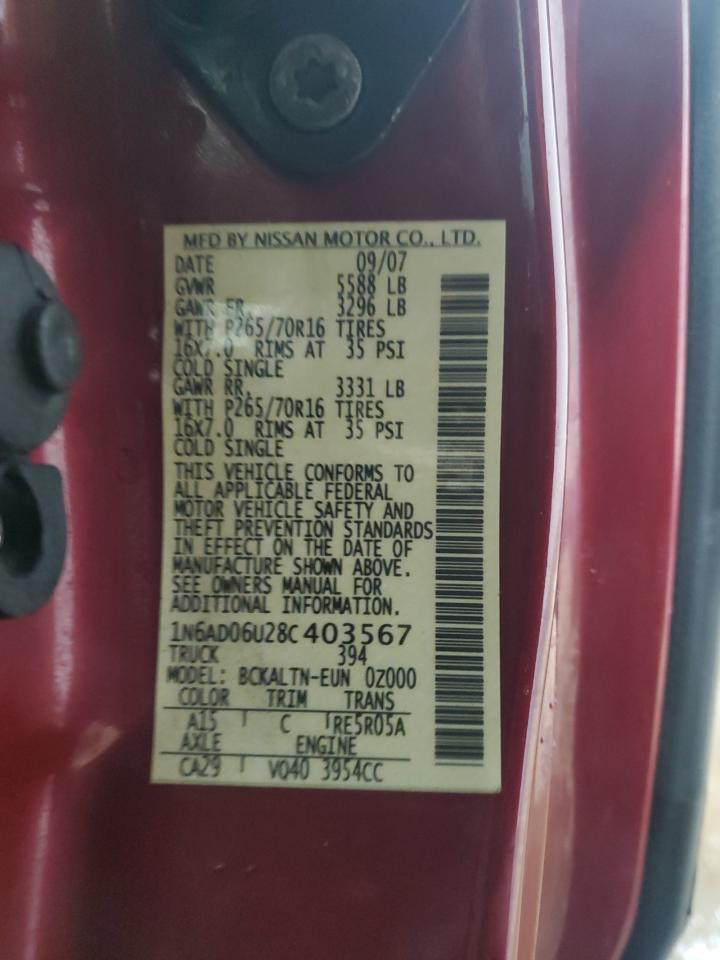 MFD BY NISSAN MOTOR CO., LTD.
DATE 09/07
GVWR 5588 LB
GAWR FR. 3296 LB
WITH P265/70R16 TIRES
16X7.0 RIMS AT 35 PSI
COLD SINGLE
GAWR RR. 3331 LB
WITH P265/70R16 TIRES
16X7.0 RIMS AT 35 PSI
COLD SINGLE
THIS VEHICLE CONFORMS TO
ALL APPLICABLE FEDERAL
MOTOR VEHICLE SAFETY AND
THEFT PREVENTION STANDARDS
IN EFFECT ON THE DATE OF
MANUFACTURE SHOWN ABOVE.
SEE OWNERS MANUAL FOR
ADDITIONAL INFORMATION.
1N6AD06U28C403567
TRUCK 394
MODEL: BCKALTN-EUN 0Z000
COLOR TRIM TRANS
A15 C RE5R05A
AXLE ENGINE
CA29 VQ40 3954CC